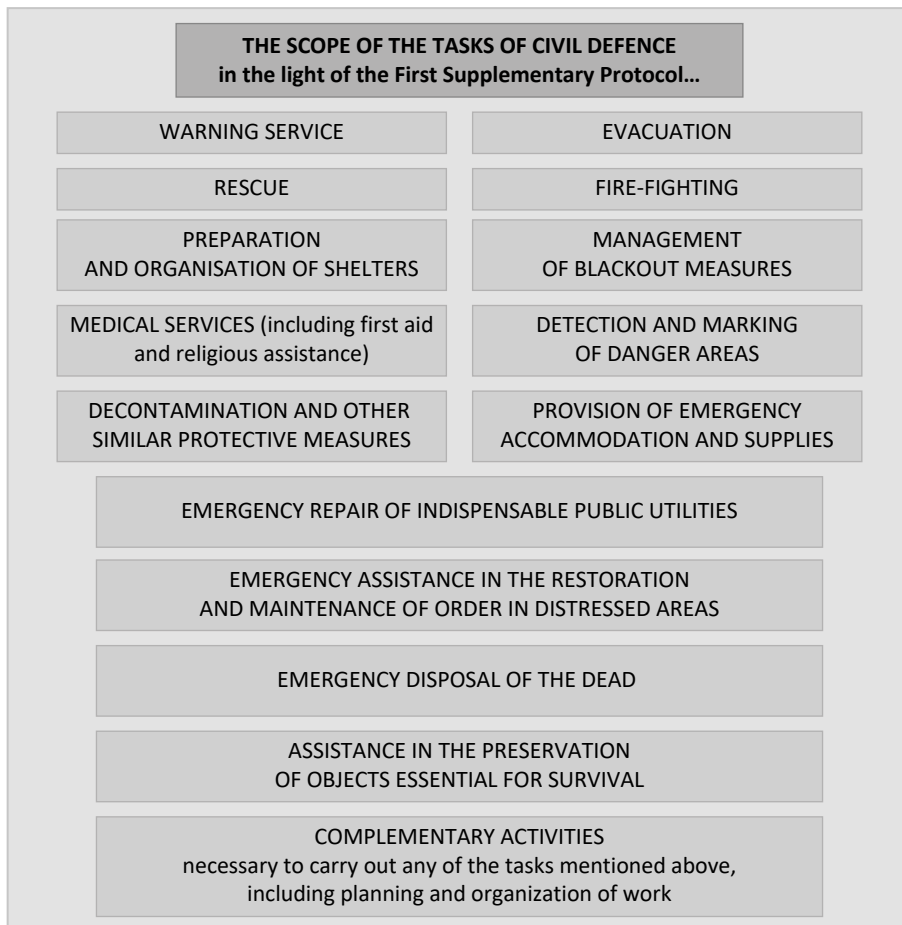 THE SCOPE OF THE TASKS OF CIVIL DEFENCE
in the light of the First Supplementary Protocol…
WARNING SERVICE
EVACUATION
RESCUE
FIRE-FIGHTING
PREPARATION
AND ORGANISATION OF SHELTERS
MANAGEMENT
OF BLACKOUT MEASURES
MEDICAL SERVICES (including first aid
and religious assistance)
DETECTION AND MARKING
OF DANGER AREAS
DECONTAMINATION AND OTHER
SIMILAR PROTECTIVE MEASURES
PROVISION OF EMERGENCY
ACCOMMODATION AND SUPPLIES
EMERGENCY REPAIR OF INDISPENSABLE PUBLIC UTILITIES
EMERGENCY ASSISTANCE IN THE RESTORATION
AND MAINTENANCE OF ORDER IN DISTRESSED AREAS
EMERGENCY DISPOSAL OF THE DEAD
ASSISTANCE IN THE PRESERVATION
OF OBJECTS ESSENTIAL FOR SURVIVAL
COMPLEMENTARY ACTIVITIES
necessary to carry out any of the tasks mentioned above,
including planning and organization of work